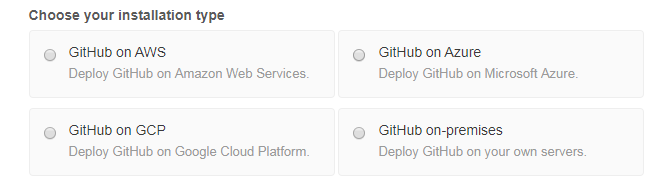 Choose your installation type
GitHub on AWS
Deploy GitHub on Amazon Web Services.
GitHub on Azure
Deploy GitHub on Microsoft Azure.
GitHub on GCP
Deploy GitHub on Google Cloud Platform.
GitHub on-premises
Deploy GitHub on your own servers.